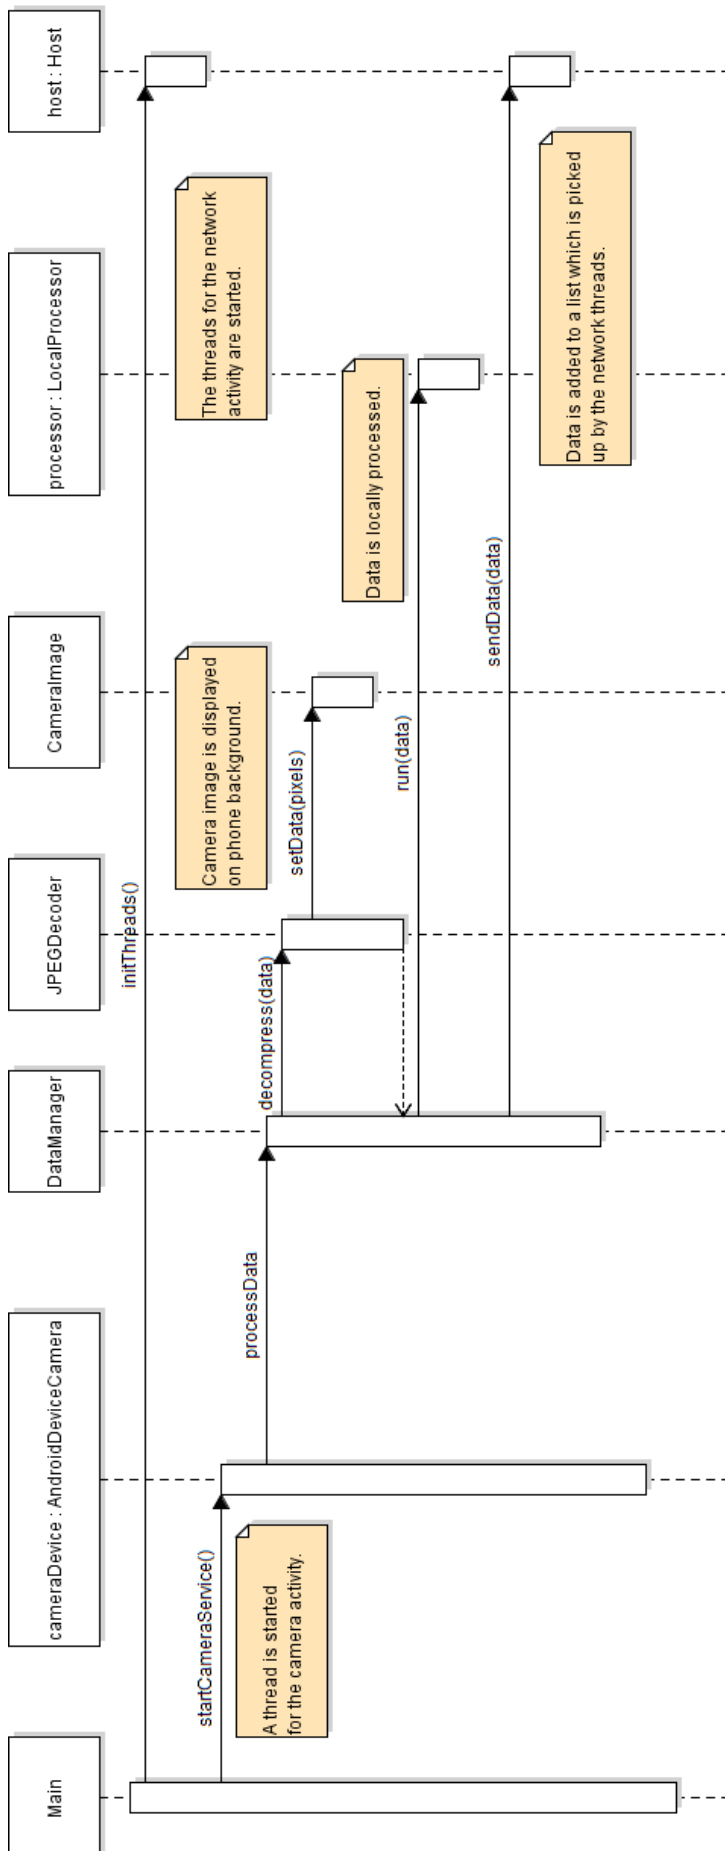 Main
cameraDevice : AndroidDeviceCamera
DataManager
JPEGDecoder
CameraImage
processor : LocalProcessor
host : Host
initThreads()
The threads for the network
activity are started.
startCameraService()
A thread is started
for the camera activity.
processData
decompress(data)
setData(pixels)
Camera image is displayed
on phone background.
run(data)
Data is locally processed.
sendData(data)
Data is added to a list which is picked
up by the network threads.